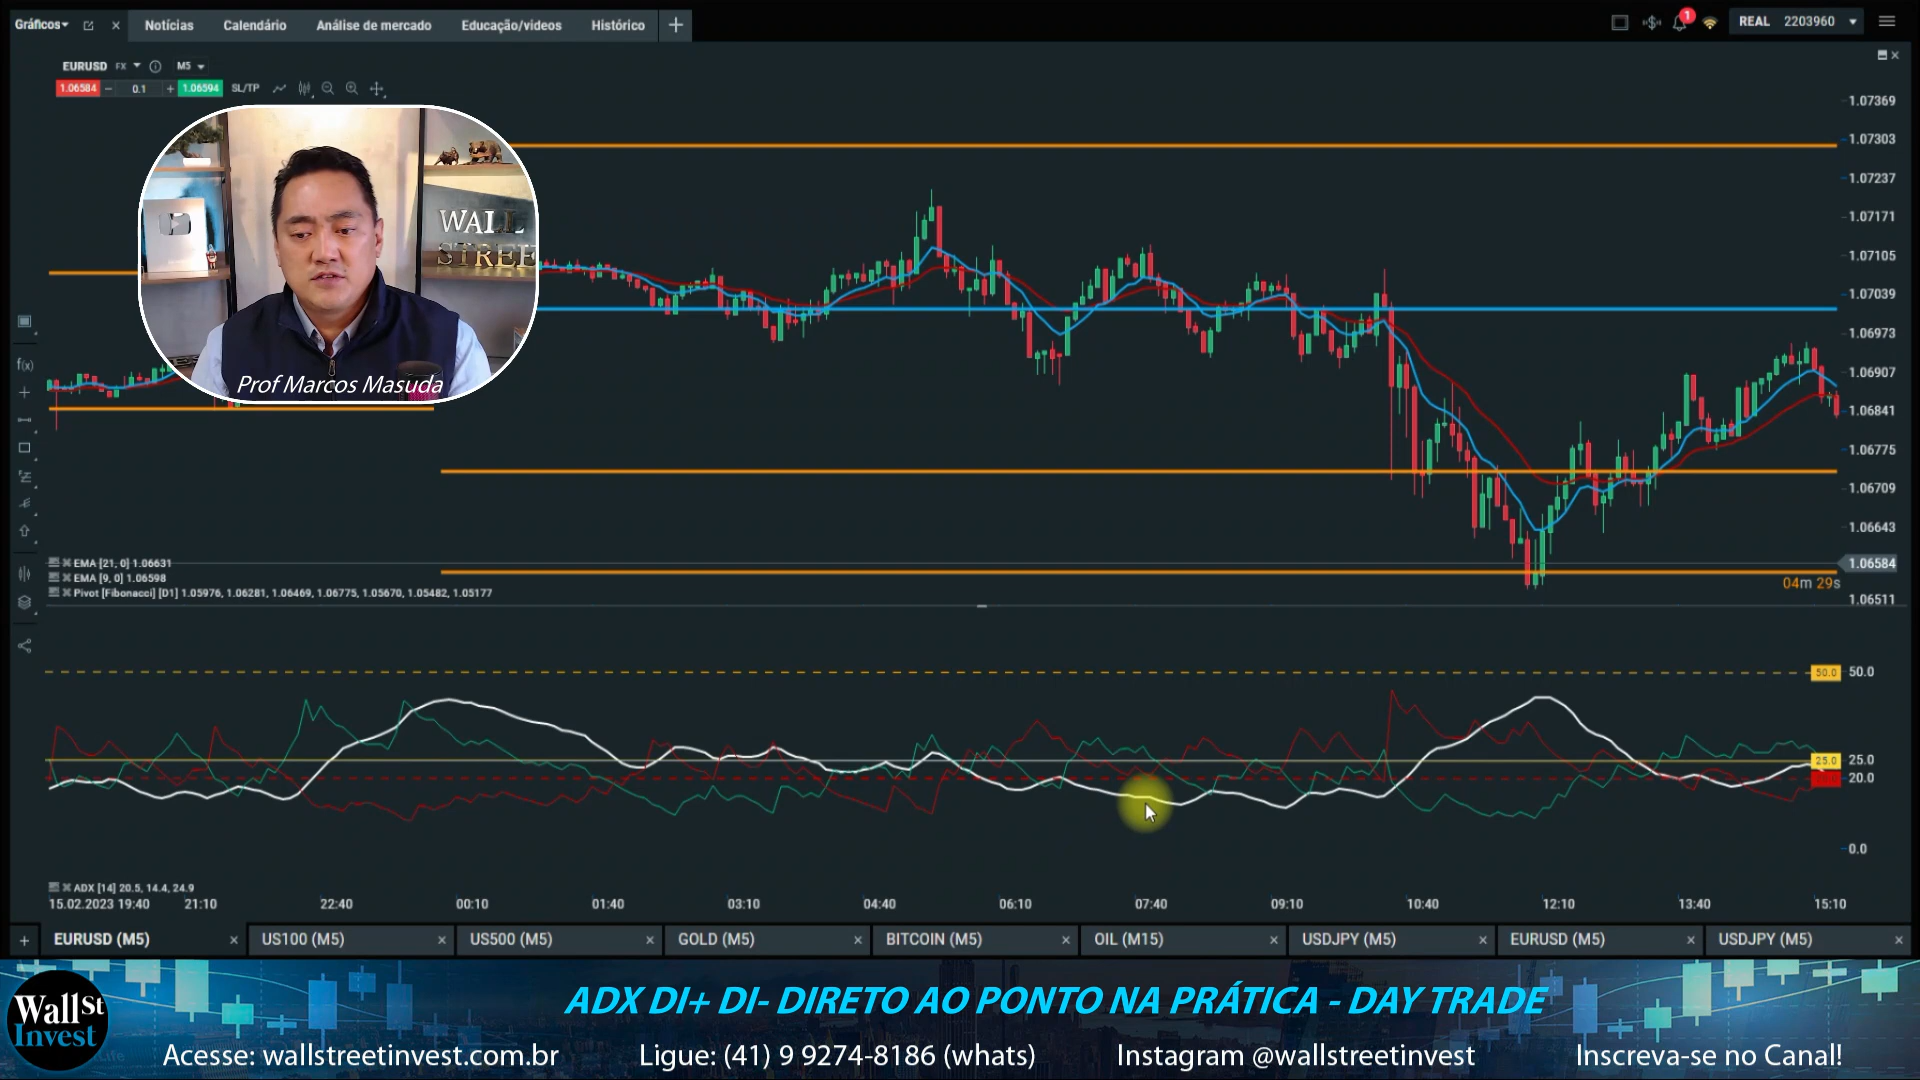 Gráficos
Notícias
Calendário
Análise de mercado
Educação/videos
Histórico
1
REAL 2203960
EURUSD FX M5
1.06584 − 0.1 + 1.06594 SL/TP
WALL
STREE
Prof Marcos Masuda
1.07369
1.07303
1.07237
1.07171
1.07105
1.07039
1.06973
1.06907
1.06841
1.06775
1.06709
1.06643
1.06584
04m 29s
1.06511
f(x)
EMA [21, 0] 1.06631
EMA [9, 0] 1.06598
Pivot [Fibonacci] [D1] 1.05976, 1.06281, 1.06469, 1.06775, 1.05670, 1.05482, 1.05177
50.0 50.0
25.0 25.0
20.0
0.0
ADX [14] 20.5, 14.4, 24.9
15.02.2023 19:40 21:10 22:40 00:10 01:40 03:10 04:40 06:10 07:40 09:10 10:40 12:10 13:40 15:10
EURUSD (M5)
US100 (M5)
US500 (M5)
GOLD (M5)
BITCOIN (M5)
OIL (M15)
USDJPY (M5)
EURUSD (M5)
USDJPY (M5)
WallSt
Invest
ADX DI+ DI- DIRETO AO PONTO NA PRÁTICA - DAY TRADE
Acesse: wallstreetinvest.com.br
Ligue: (41) 9 9274-8186 (whats)
Instagram @wallstreetinvest
Inscreva-se no Canal!